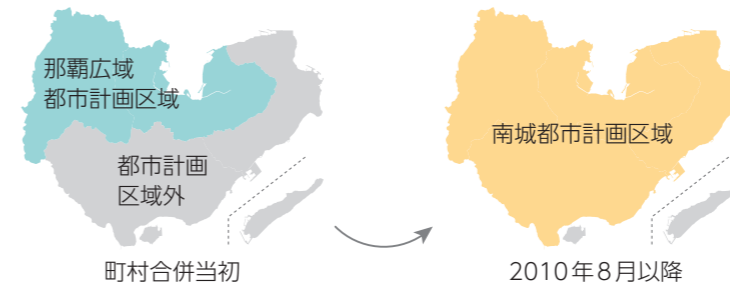 那覇広域
都市計画区域
都市計画
区域外
町村合併当初
南城都市計画区域
2010年8月以降